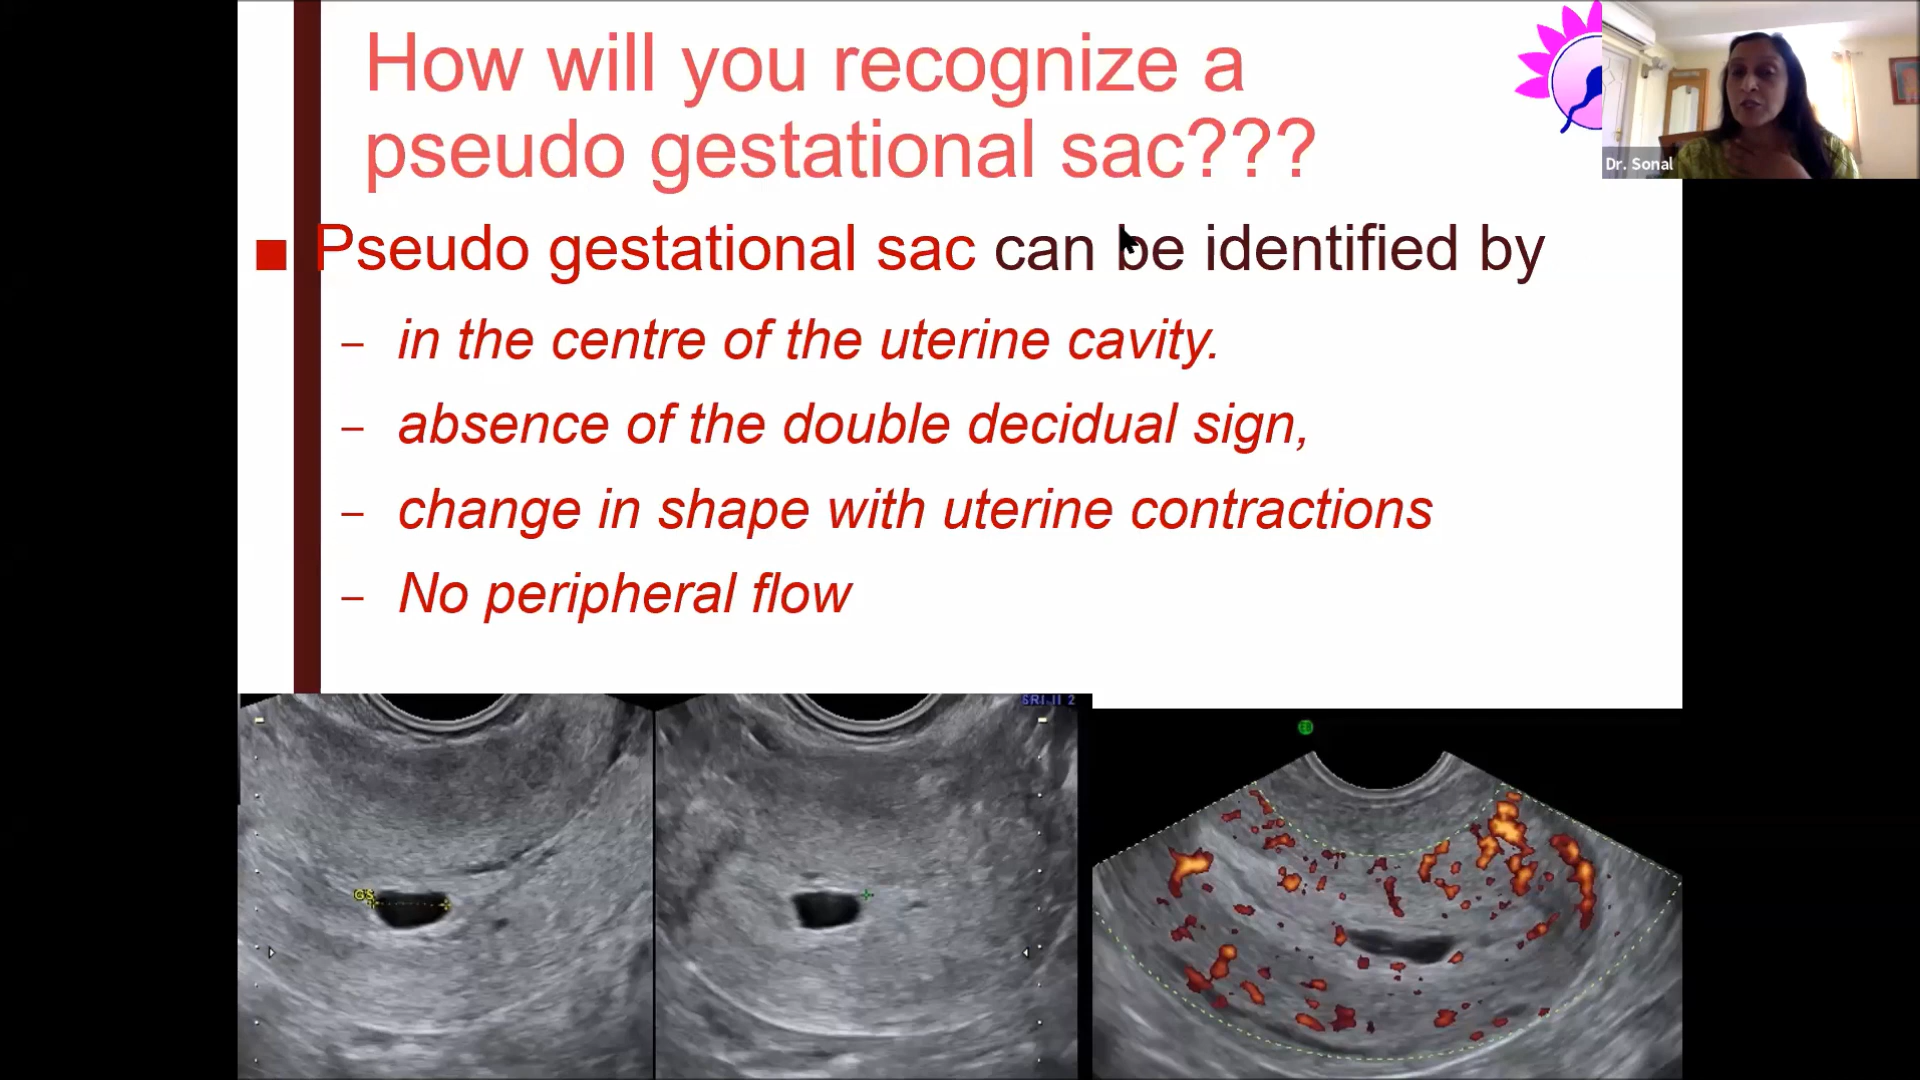 How will you recognize a
pseudo gestational sac???
Dr. Sonal
■ Pseudo gestational sac can be identified by
– in the centre of the uterine cavity.
– absence of the double decidual sign,
– change in shape with uterine contractions
– No peripheral flow
SRI II 2
GS